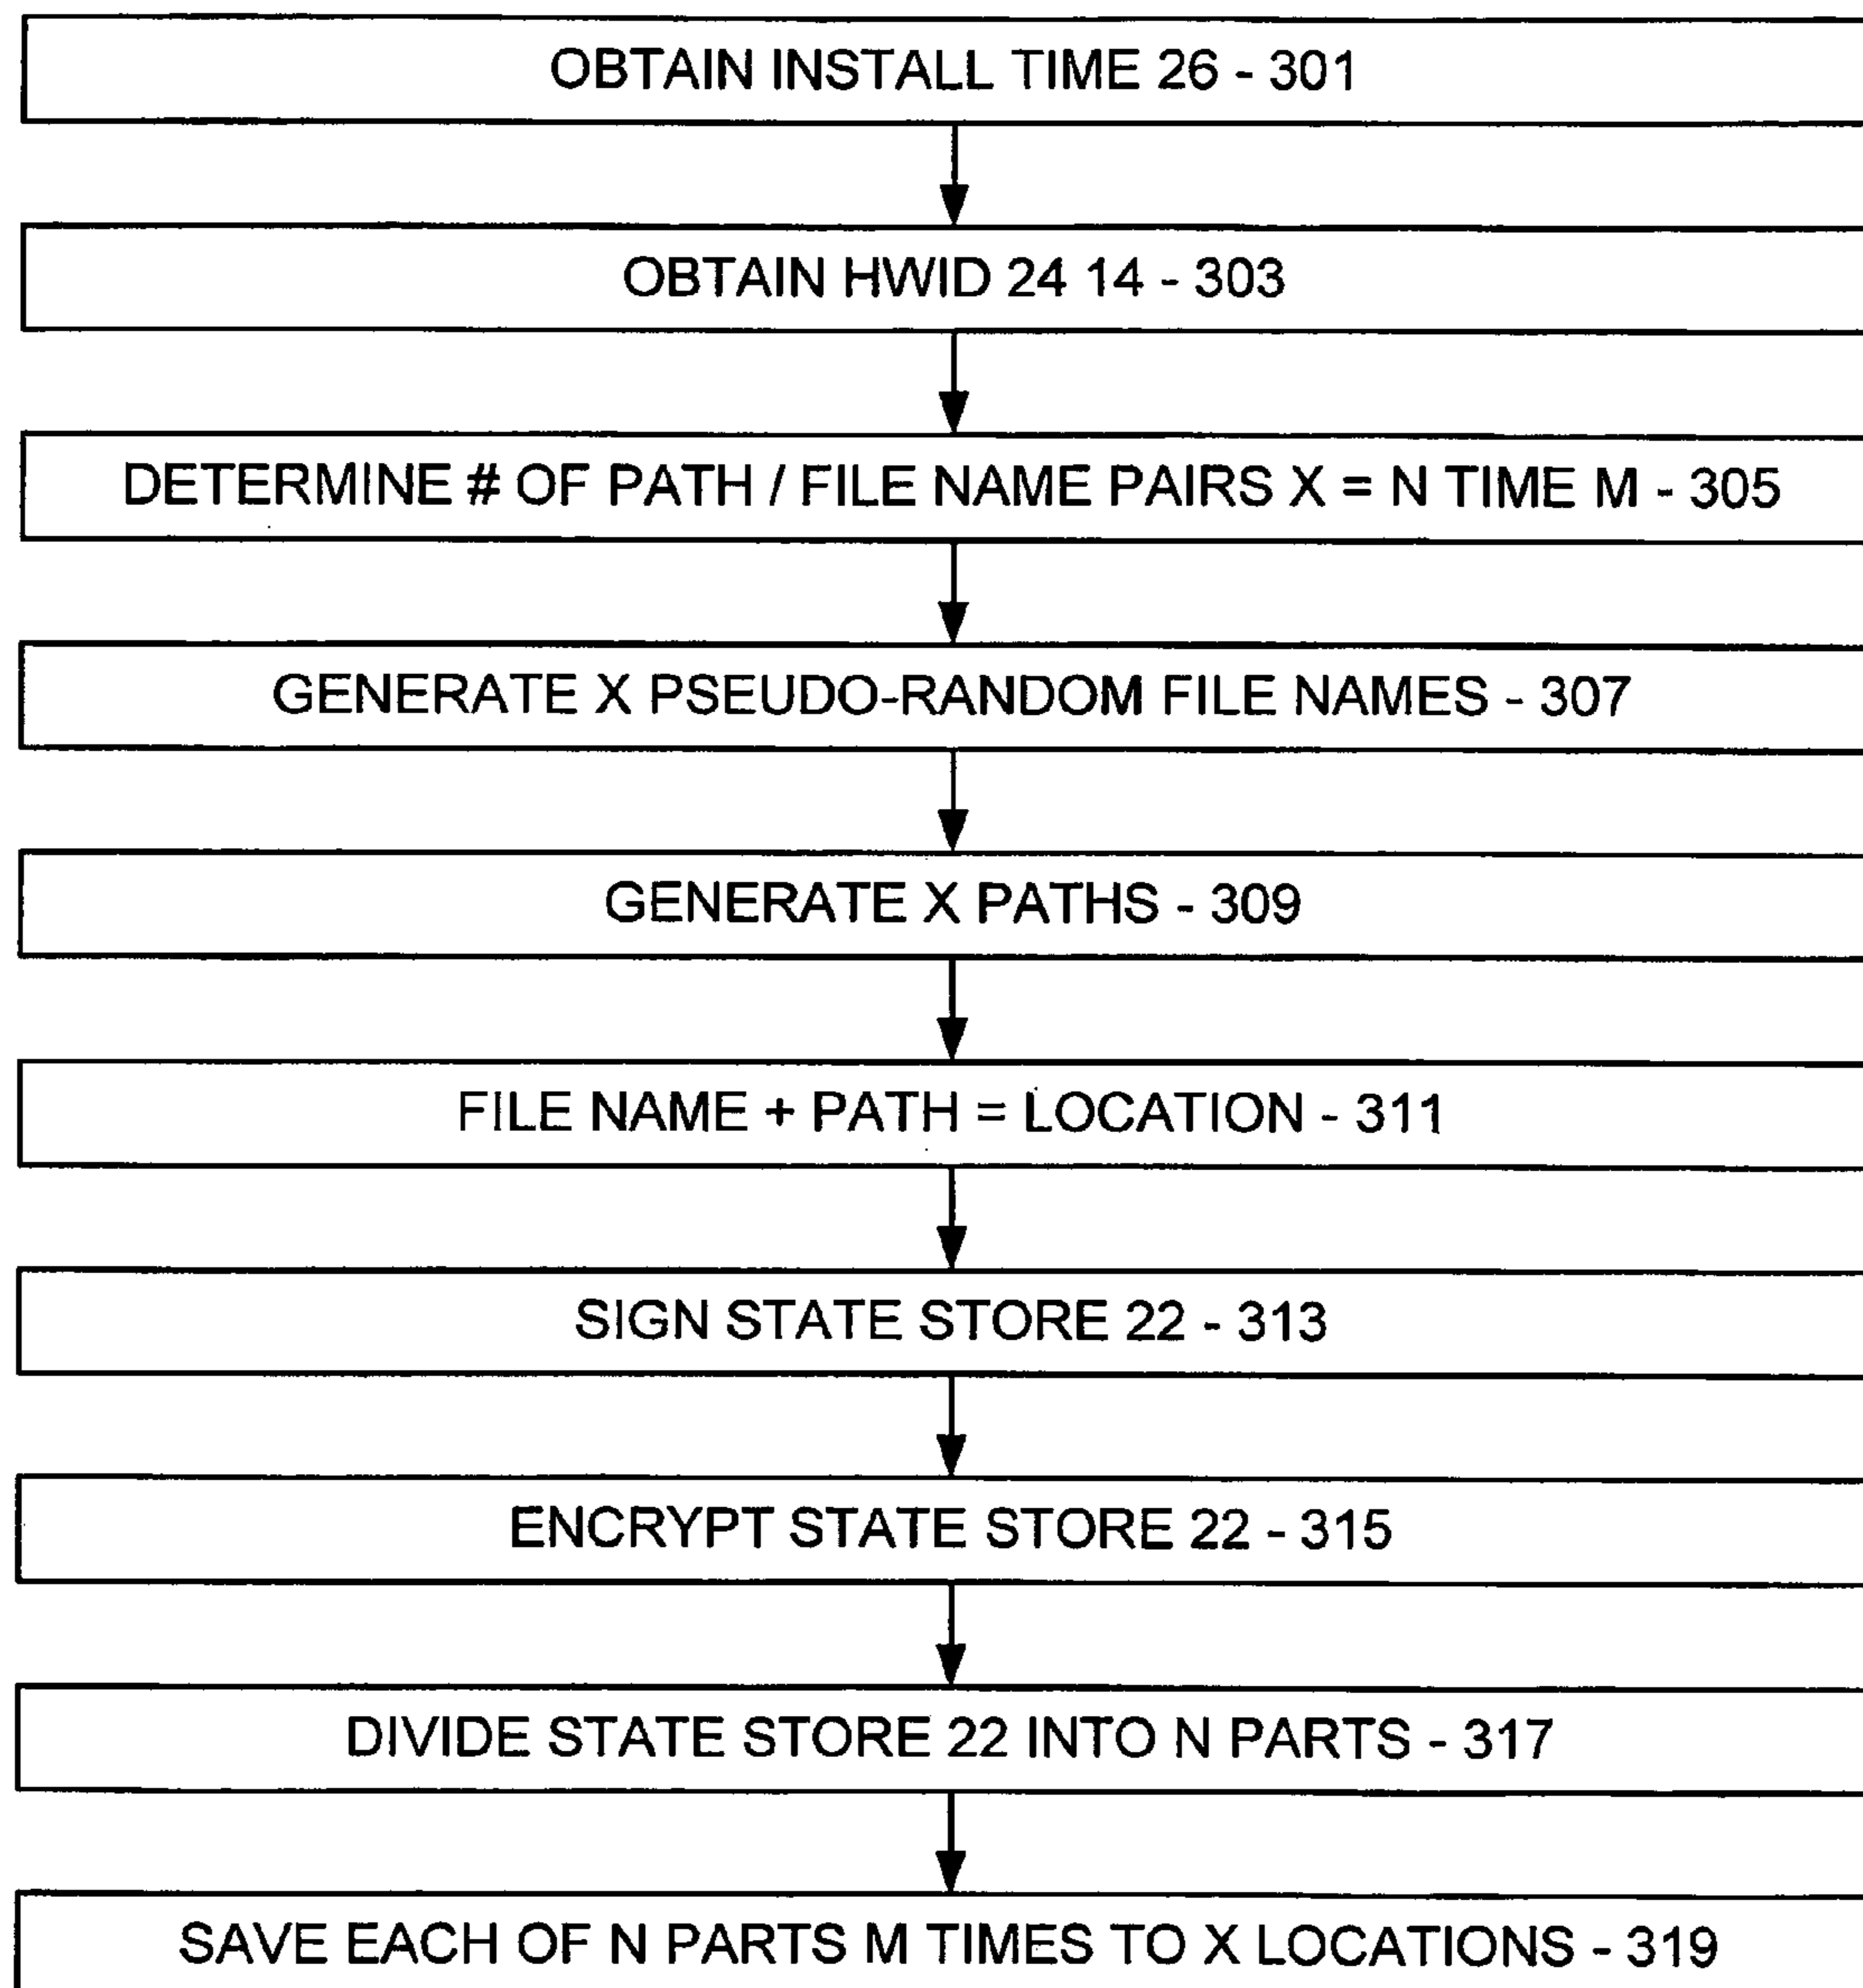 OBTAIN INSTALL TIME 26 - 301
OBTAIN HWID 24 14 - 303
DETERMINE # OF PATH / FILE NAME PAIRS X = N TIME M - 305
GENERATE X PSEUDO-RANDOM FILE NAMES - 307
GENERATE X PATHS - 309
FILE NAME + PATH = LOCATION - 311
SIGN STATE STORE 22 - 313
ENCRYPT STATE STORE 22 - 315
DIVIDE STATE STORE 22 INTO N PARTS - 317
SAVE EACH OF N PARTS M TIMES TO X LOCATIONS - 319